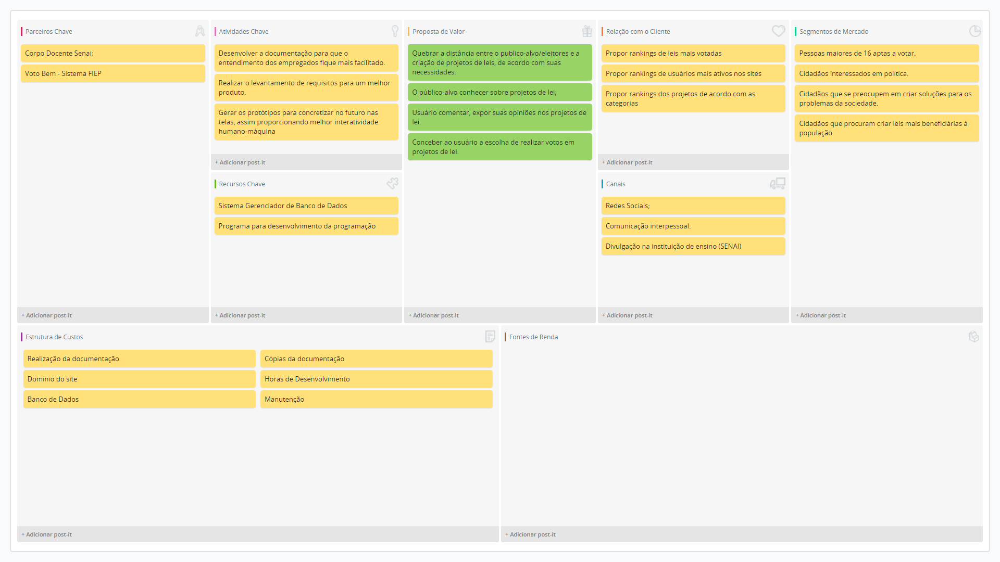 Parceiros Chave
Corpo Docente Senai;
Voto Bem - Sistema FIEP
+ Adicionar post-it
Atividades Chave
Desenvolver a documentação para que o
entendimento dos empregados fique mais facilitado.
Realizar o levantamento de requisitos para um melhor
produto.
Gerar os protótipos para concretizar no futuro nas
telas, assim proporcionando melhor interatividade
humano-máquina
+ Adicionar post-it
Recursos Chave
Sistema Gerenciador de Banco de Dados
Programa para desenvolvimento da programação
+ Adicionar post-it
Proposta de Valor
Quebrar a distância entre o publico-alvo/eleitores e a
criação de projetos de leis, de acordo com suas
necessidades.
O público-alvo conhecer sobre projetos de lei;
Usuário comentar, expor suas opiniões nos projetos de
lei.
Conceber ao usuário a escolha de realizar votos em
projetos de lei.
+ Adicionar post-it
Relação com o Cliente
Propor rankings de leis mais votadas
Propor rankings de usuários mais ativos nos sites
Propor rankings dos projetos de acordo com as
categorias
+ Adicionar post-it
Canais
Redes Sociais;
Comunicação interpessoal.
Divulgação na instituição de ensino (SENAI)
+ Adicionar post-it
Segmentos de Mercado
Pessoas maiores de 16 aptas a votar.
Cidadãos interessados em política.
Cidadãos que se preocupem em criar soluções para os
problemas da sociedade.
Cidadãos que procuram criar leis mais beneficiárias à
população
+ Adicionar post-it
Estrutura de Custos
Realização da documentação
Cópias da documentação
Domínio do site
Horas de Desenvolvimento
Banco de Dados
Manutenção
+ Adicionar post-it
Fontes de Renda
+ Adicionar post-it